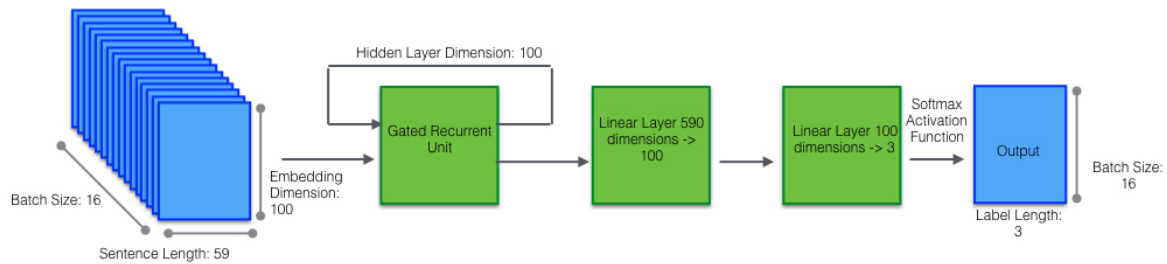 Hidden Layer Dimension: 100
Gated Recurrent
Unit
Linear Layer 590
dimensions ->
100
Linear Layer 100
dimensions -> 3
Softmax
Activation
Function
Output
Batch Size: 16
Embedding
Dimension:
100
Sentence Length: 59
Batch Size:
16
Label Length:
3